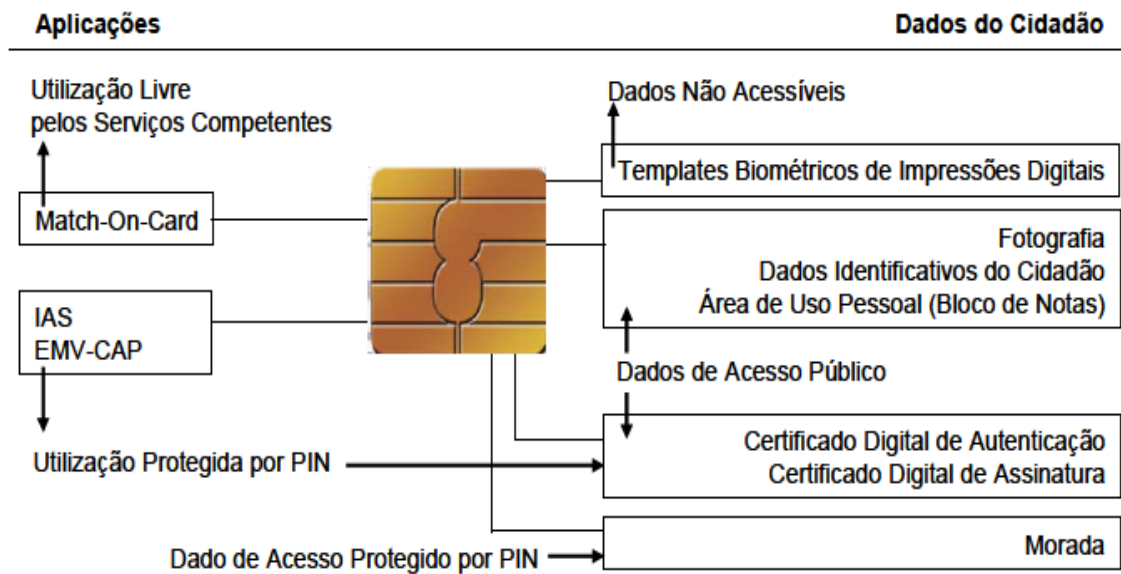 Aplicações
Dados do Cidadão
Utilização Livre
pelos Serviços Competentes
Dados Não Acessíveis
Templates Biométricos de Impressões Digitais
Match-On-Card
Fotografia
Dados Identificativos do Cidadão
Área de Uso Pessoal (Bloco de Notas)
IAS
EMV-CAP
Dados de Acesso Público
Certificado Digital de Autenticação
Certificado Digital de Assinatura
Utilização Protegida por PIN
Morada
Dado de Acesso Protegido por PIN